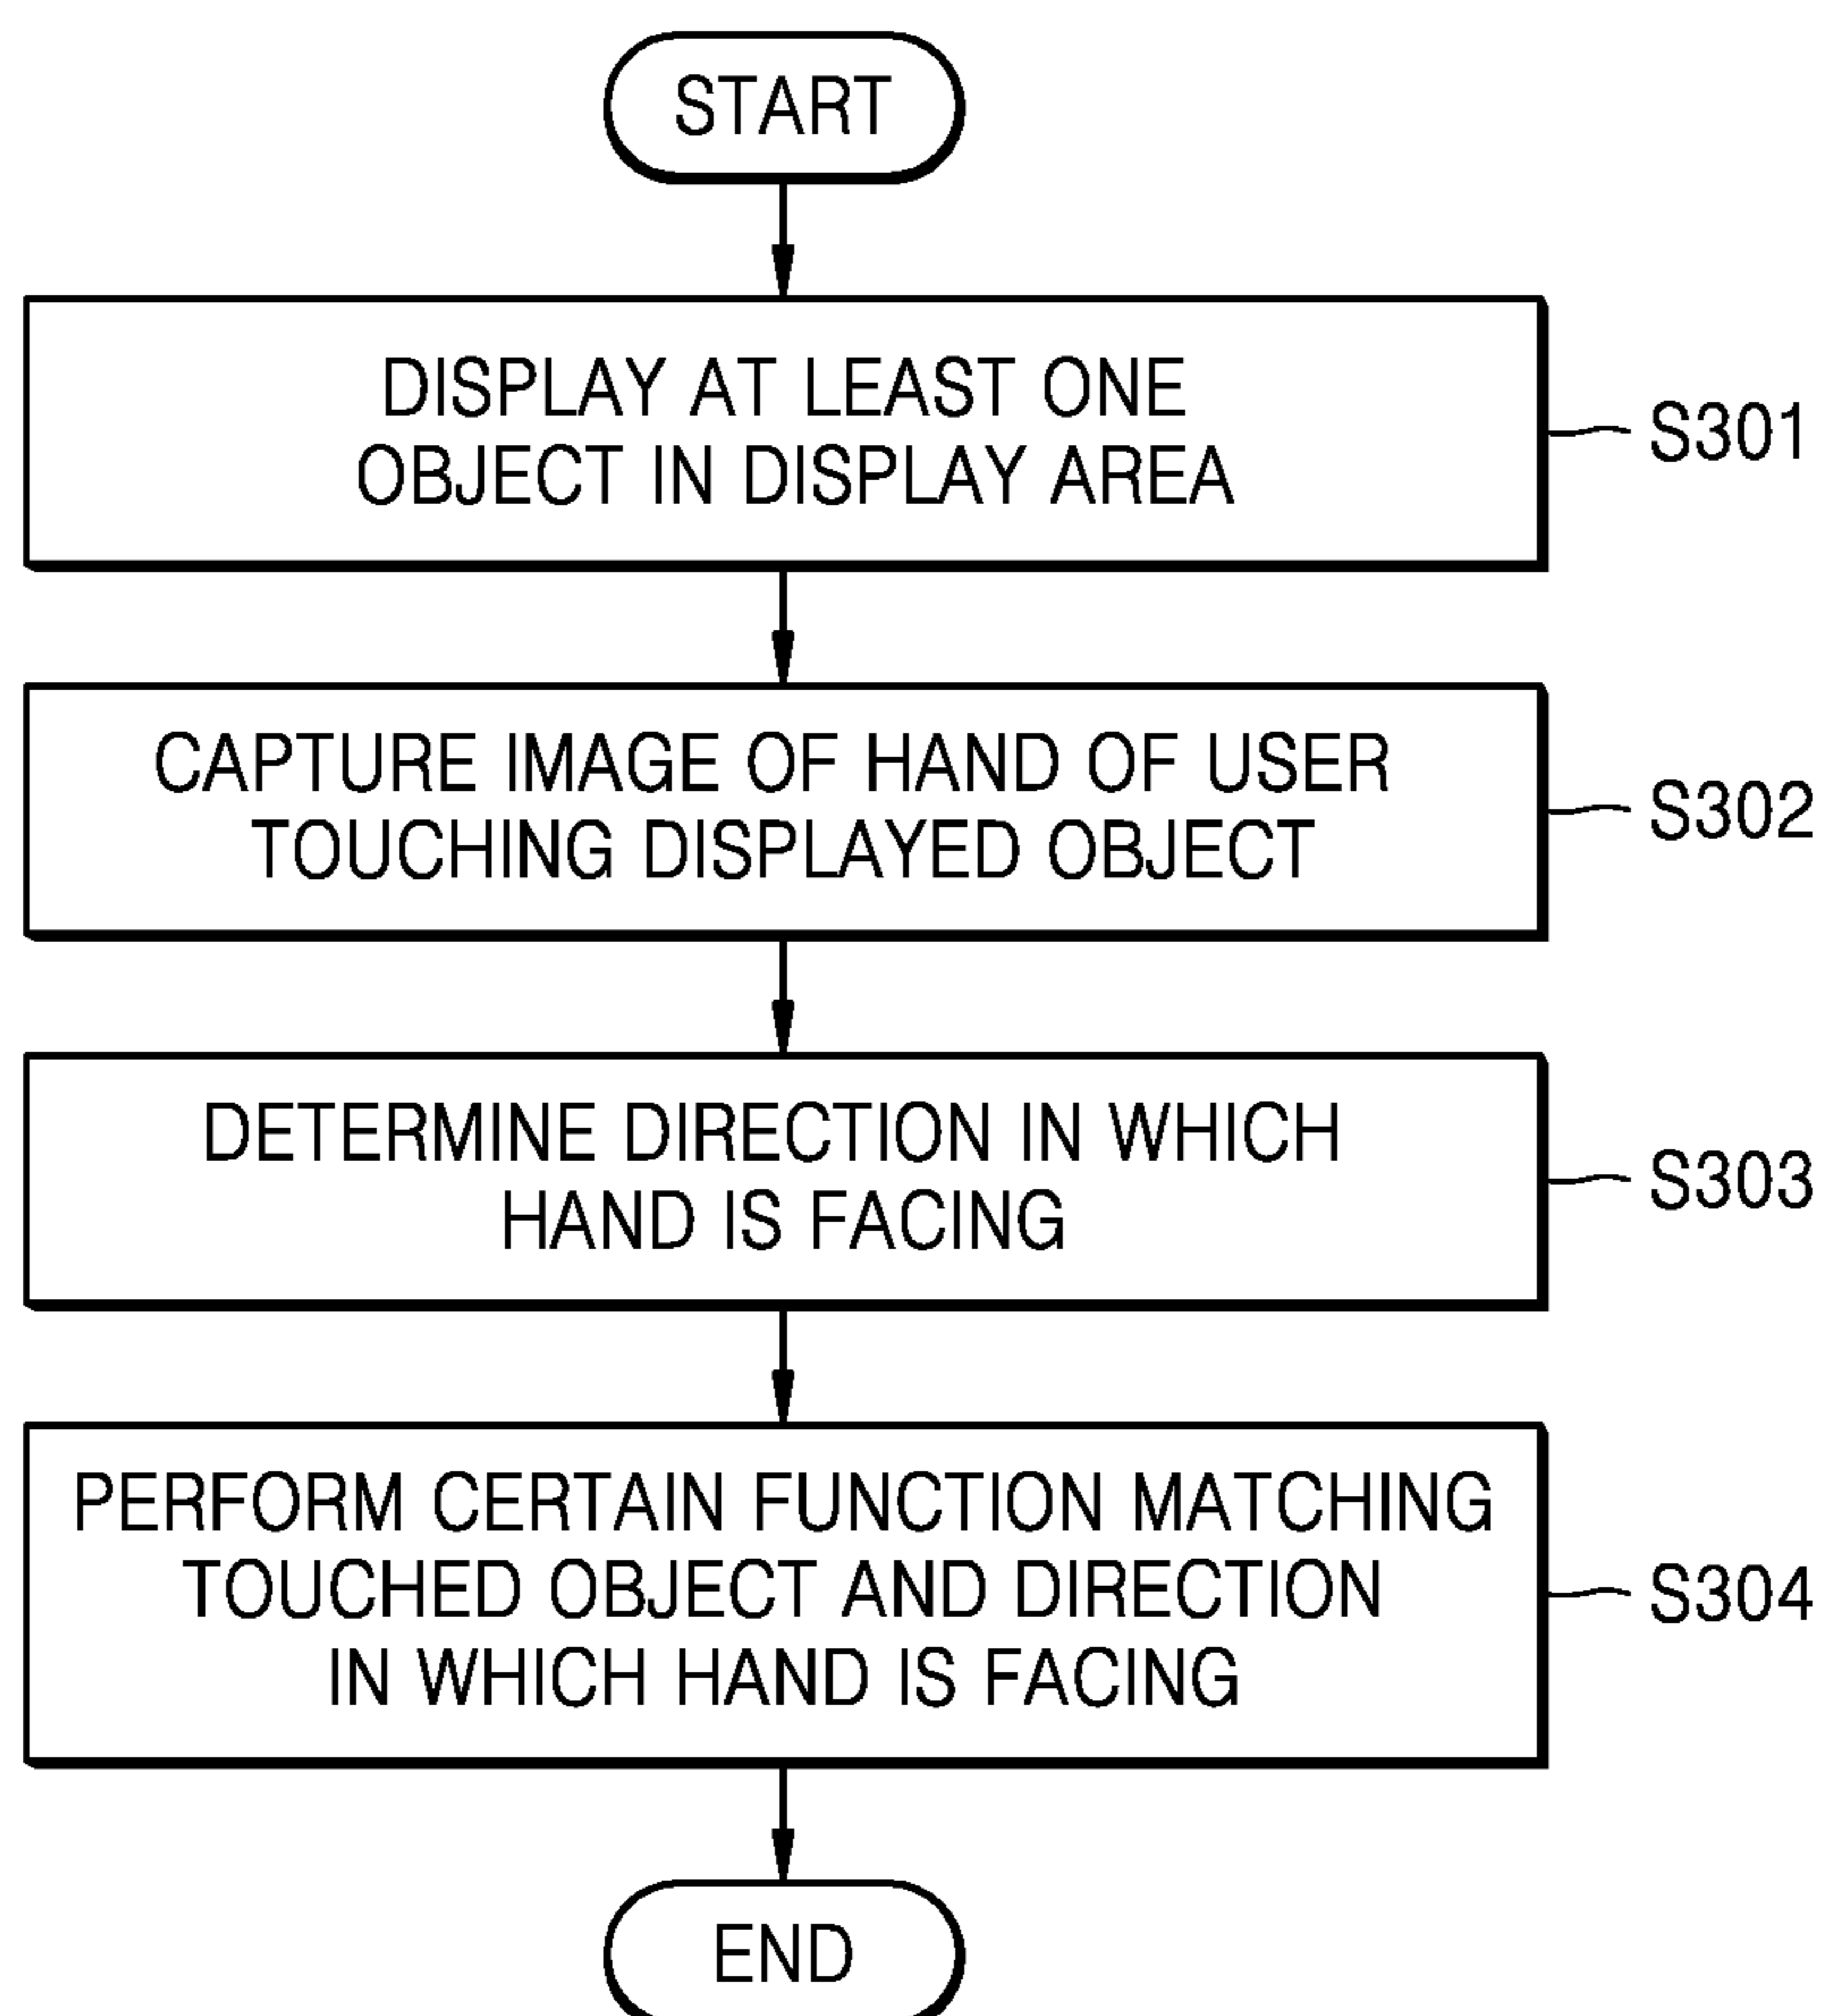 START
DISPLAY AT LEAST ONE
OBJECT IN DISPLAY AREA
S301
CAPTURE IMAGE OF HAND OF USER
TOUCHING DISPLAYED OBJECT
S302
DETERMINE DIRECTION IN WHICH
HAND IS FACING
S303
PERFORM CERTAIN FUNCTION MATCHING
TOUCHED OBJECT AND DIRECTION
IN WHICH HAND IS FACING
S304
END